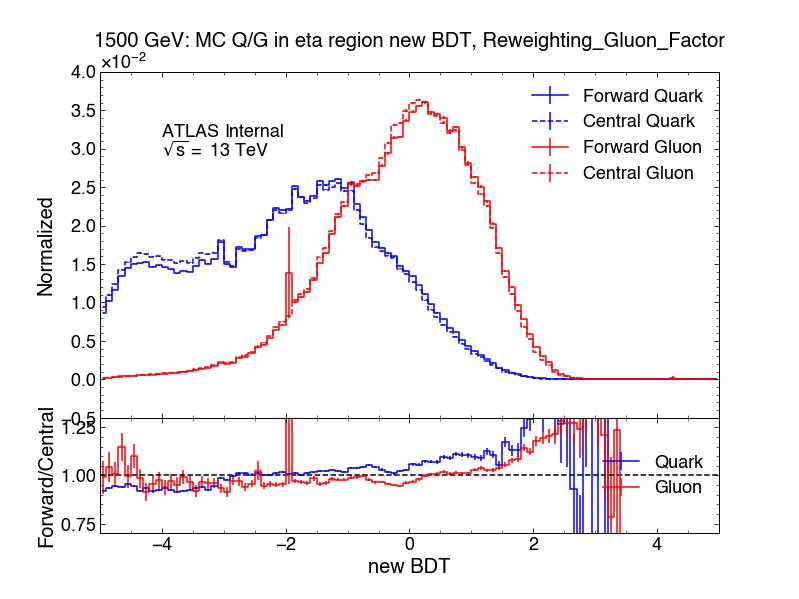 1500 GeV: MC Q/G in eta region new BDT, Reweighting_Gluon_Factor
×10⁻²
4.0
3.5
3.0
2.5
2.0
1.5
1.0
0.5
0.0
−0.5
Normalized
ATLAS Internal
√s = 13 TeV
Forward Quark
Central Quark
Forward Gluon
Central Gluon
1.25
1.00
0.75
Forward/Central
Quark
Gluon
−4 −2 0 2 4
new BDT